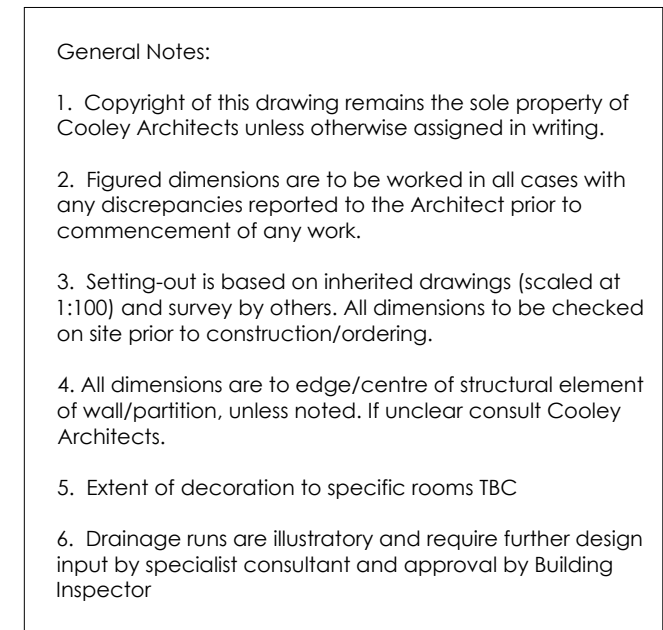 General Notes:
1.  Copyright of this drawing remains the sole property of
Cooley Architects unless otherwise assigned in writing.
2.  Figured dimensions are to be worked in all cases with
any discrepancies reported to the Architect prior to
commencement of any work.
3.  Setting-out is based on inherited drawings (scaled at
1:100) and survey by others. All dimensions to be checked
on site prior to construction/ordering.
4. All dimensions are to edge/centre of structural element
of wall/partition, unless noted. If unclear consult Cooley
Architects.
5.  Extent of decoration to specific rooms TBC
6.  Drainage runs are illustratory and require further design
input by specialist consultant and approval by Building
Inspector